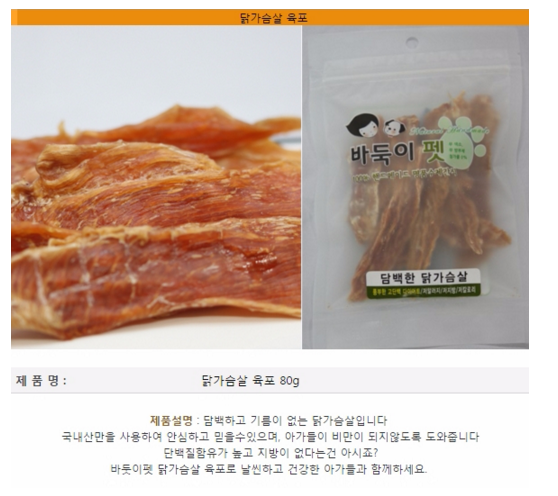 닭가슴살 육포
바둑이 펫
담백한 닭가슴살
제 품 명 :
닭가슴살 육포 80g
제품설명 : 담백하고 기름이 없는 닭가슴살입니다
국내산만을 사용하여 안심하고 믿을수있으며, 아가들이 비만이 되지않도록 도와줍니다
단백질함유가 높고 지방이 없다는건 아시죠?
바둣이펫 닭가슴살 육포로 날씬하고 건강한 아가들과 함께하세요.